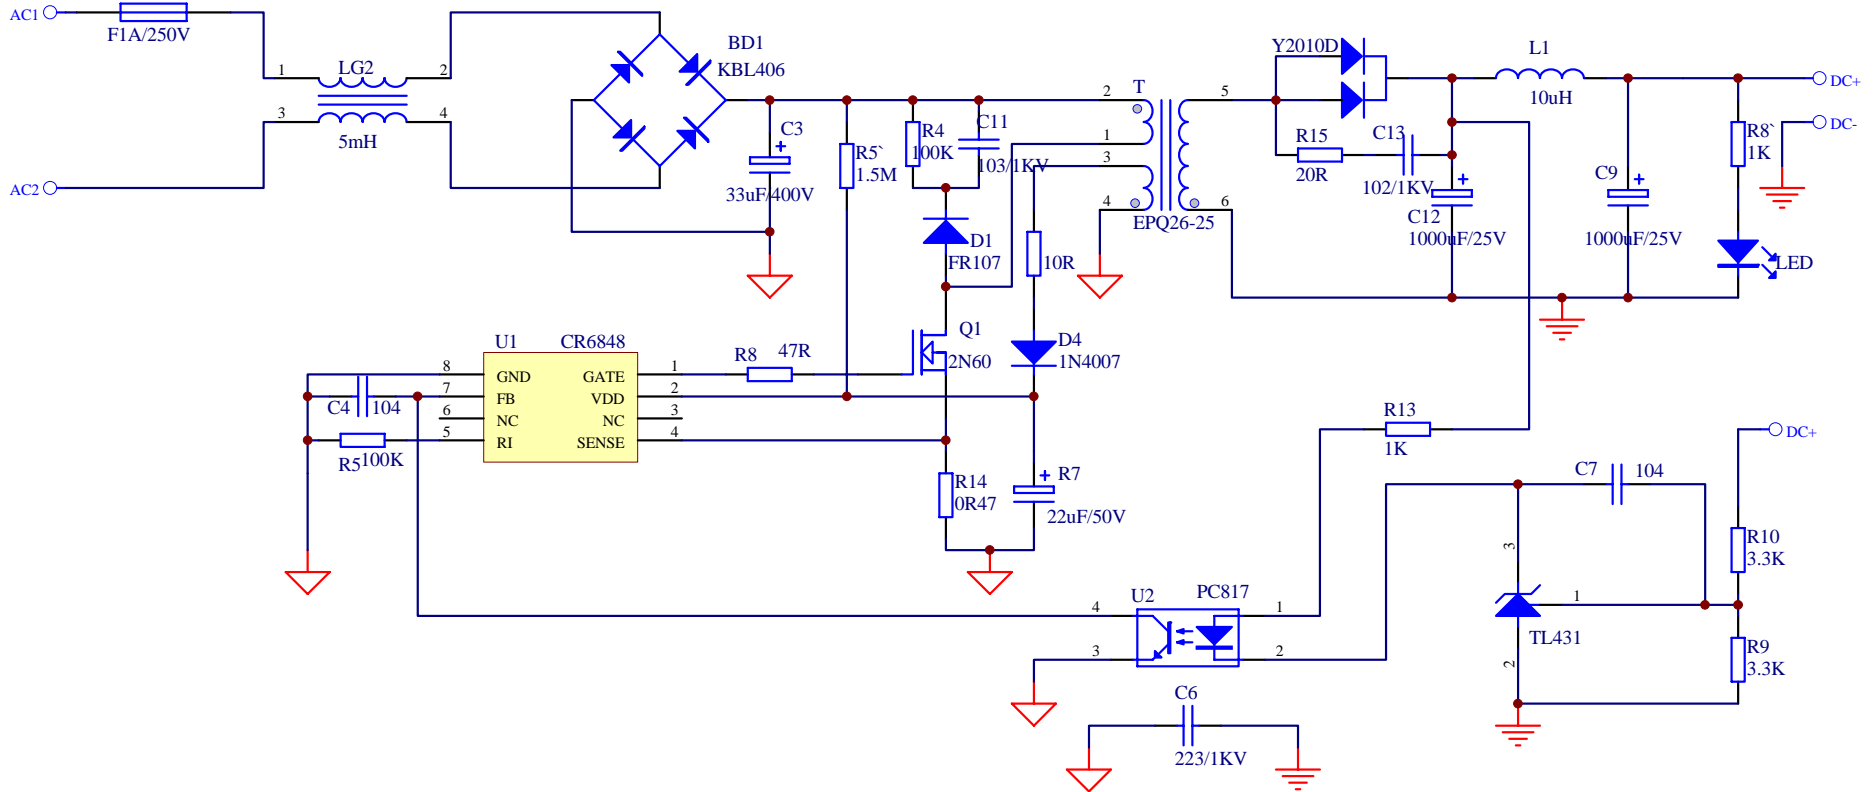 AC1
F1A/250V
1
LG2
2
3
4
5mH
AC2
BD1
KBL406
C3
+
33uF/400V
R5`
1.5M
R4
100K
C11
103/1KV
D1
FR107
2
T
5
1
3
4
6
EPQ26-25
10R
Y2010D
R15
20R
C13
102/1KV
+
C12
1000uF/25V
L1
10uH
C9
+
1000uF/25V
DC+
DC-
R8`
1K
LED
U1
CR6848
8
GND
GATE
1
7
FB
VDD
2
6
NC
NC
3
5
RI
SENSE
4
C4
104
R5
100K
R8
47R
Q1
2N60
D4
1N4007
R14
0R47
+
R7
22uF/50V
R13
1K
DC+
C7
104
R10
3.3K
3
1
TL431
2
R9
3.3K
U2
PC817
4
1
3
2
C6
223/1KV